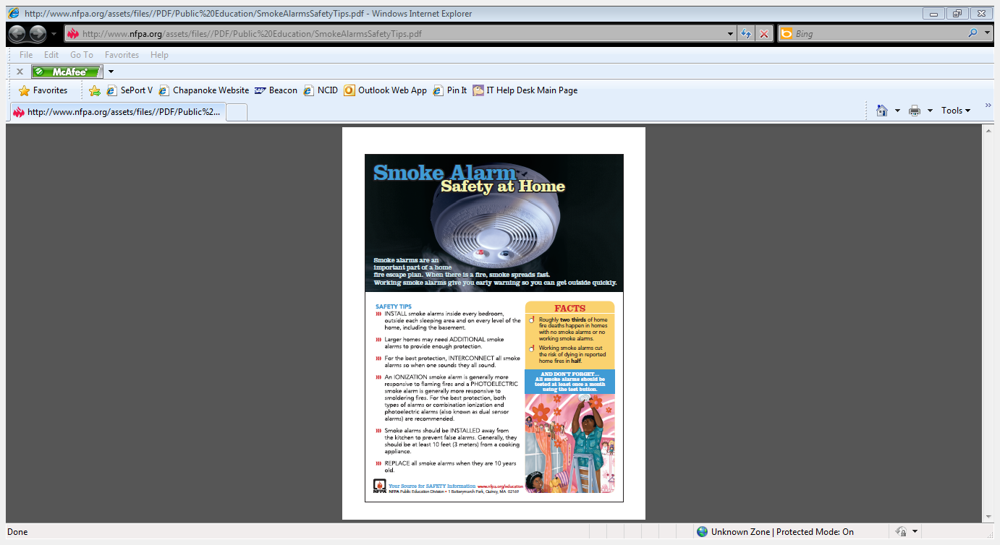 http://www.nfpa.org/assets/files//PDF/Public%20Education/SmokeAlarmsSafetyTips.pdf - Windows Internet Explorer
http://www.nfpa.org/assets/files//PDF/Public%20Education/SmokeAlarmsSafetyTips.pdf
Bing
File Edit Go To Favorites Help
x McAfee
Favorites SePort V Chapanoke Website SAP Beacon NCID Outlook Web App Pin It IT Help Desk Main Page
http://www.nfpa.org/assets/files//PDF/Public%2...
Tools
Smoke Alarm
Safety at Home
Smoke alarms are an
important part of a home
fire escape plan. When there is a fire, smoke spreads fast.
Working smoke alarms give you early warning so you can get outside quickly.
SAFETY TIPS
INSTALL smoke alarms inside every bedroom,
outside each sleeping area and on every level of the
home, including the basement.
Larger homes may need ADDITIONAL smoke
alarms to provide enough protection.
For the best protection, INTERCONNECT all smoke
alarms so when one sounds they all sound.
An IONIZATION smoke alarm is generally more
responsive to flaming fires and a PHOTOELECTRIC
smoke alarm is generally more responsive to
smoldering fires. For the best protection, both
types of alarms or combination ionization and
photoelectric alarms (also known as dual sensor
alarms) are recommended.
Smoke alarms should be INSTALLED away from
the kitchen to prevent false alarms. Generally, they
should be at least 10 feet (3 meters) from a cooking
appliance.
REPLACE all smoke alarms when they are 10 years
old.
FACTS
Roughly two thirds of home
fire deaths happen in homes
with no smoke alarms or no
working smoke alarms.
Working smoke alarms cut
the risk of dying in reported
home fires in half.
AND DON'T FORGET...
All smoke alarms should be
tested at least once a month
using the test button.
NFPA
Your Source for SAFETY Information www.nfpa.org/education
NFPA Public Education Division • 1 Batterymarch Park, Quincy, MA 02169
Done
Unknown Zone | Protected Mode: On